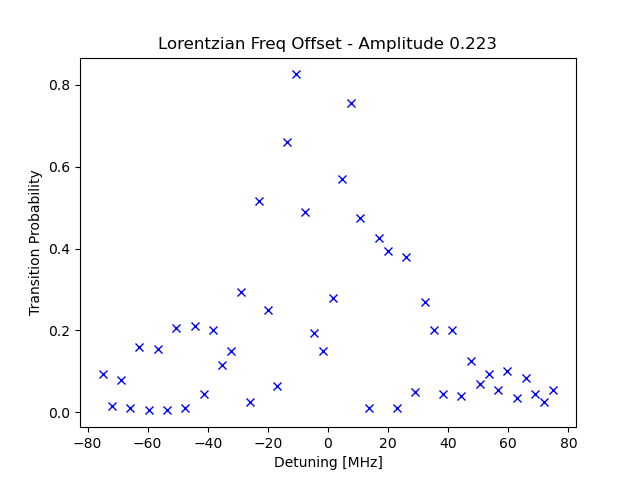 Lorentzian Freq Offset - Amplitude 0.223
Transition Probability
0.8
0.6
0.4
0.2
0.0
−80 −60 −40 −20 0 20 40 60 80
Detuning [MHz]